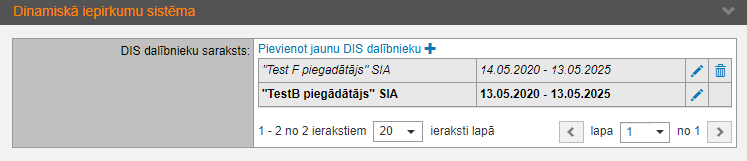 Dinamiskā iepirkumu sistēma
DIS dalībnieku saraksts: Pievienot jaunu DIS dalībnieku
"Test F piegadātājs" SIA 14.05.2020 - 13.05.2025
"TestB piegādātājs" SIA 13.05.2020 - 13.05.2025
1 - 2 no 2 ierakstiem 20 ieraksti lapā lapa 1 no 1